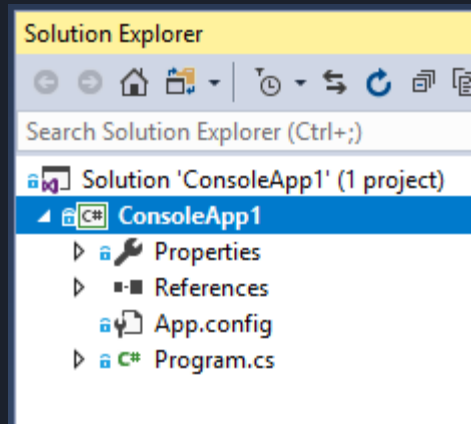 Solution Explorer
Search Solution Explorer (Ctrl+;)
Solution 'ConsoleApp1' (1 project)
C# ConsoleApp1
Properties
References
App.config
C# Program.cs